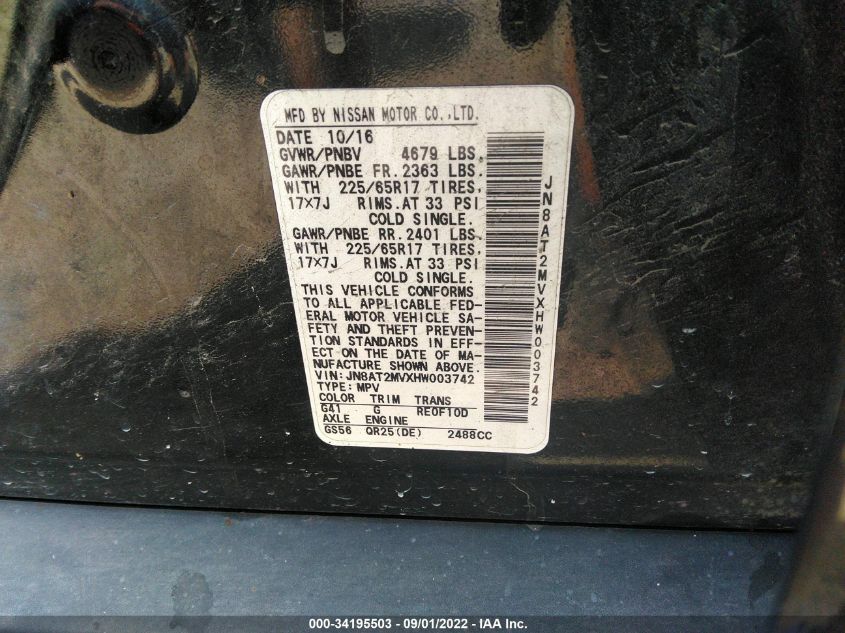 MFD BY NISSAN MOTOR CO.,LTD.
DATE 10/16
GVWR/PNBV 4679 LBS.
GAWR/PNBE FR. 2363 LBS.
WITH 225/65R17 TIRES,
17×7J RIMS.AT 33 PSI
COLD SINGLE.
GAWR/PNBE RR. 2401 LBS.
WITH 225/65R17 TIRES,
17×7J RIMS.AT 33 PSI
COLD SINGLE.
THIS VEHICLE CONFORMS
TO ALL APPLICABLE FED-
ERAL MOTOR VEHICLE SA-
FETY AND THEFT PREVEN-
TION STANDARDS IN EFF-
ECT ON THE DATE OF MA-
NUFACTURE SHOWN ABOVE.
VIN:JN8AT2MVXHW003742
TYPE: MPV
COLOR TRIM TRANS
G41 G RE0F10D
AXLE ENGINE
GS56 QR25(DE) 2488CC
JN8AT2MVXHW003742
000-34195503 - 09/01/2022 - IAA Inc.